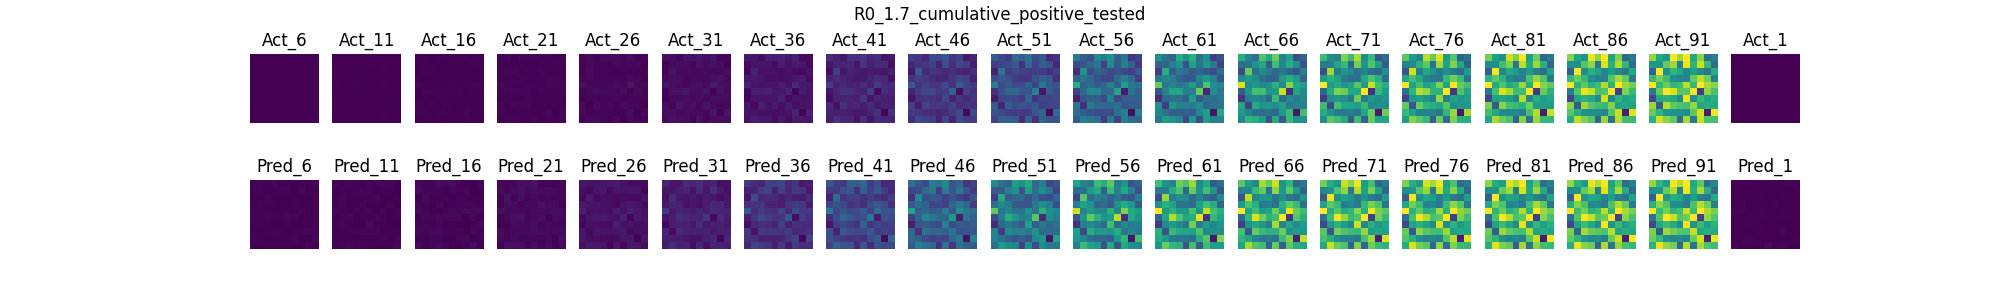 R0_1.7_cumulative_positive_tested
Act_6 Act_11 Act_16 Act_21 Act_26 Act_31 Act_36 Act_41 Act_46 Act_51 Act_56 Act_61 Act_66 Act_71 Act_76 Act_81 Act_86 Act_91 Act_1
Pred_6 Pred_11 Pred_16 Pred_21 Pred_26 Pred_31 Pred_36 Pred_41 Pred_46 Pred_51 Pred_56 Pred_61 Pred_66 Pred_71 Pred_76 Pred_81 Pred_86 Pred_91 Pred_1